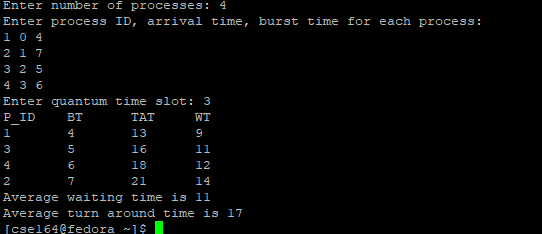 Enter number of processes: 4
Enter process ID, arrival time, burst time for each process:
1 0 4
2 1 7
3 2 5
4 3 6
Enter quantum time slot: 3
P_ID BT TAT WT
1 4 13 9
3 5 16 11
4 6 18 12
2 7 21 14
Average waiting time is 11
Average turn around time is 17
[cse164@fedora ~]$